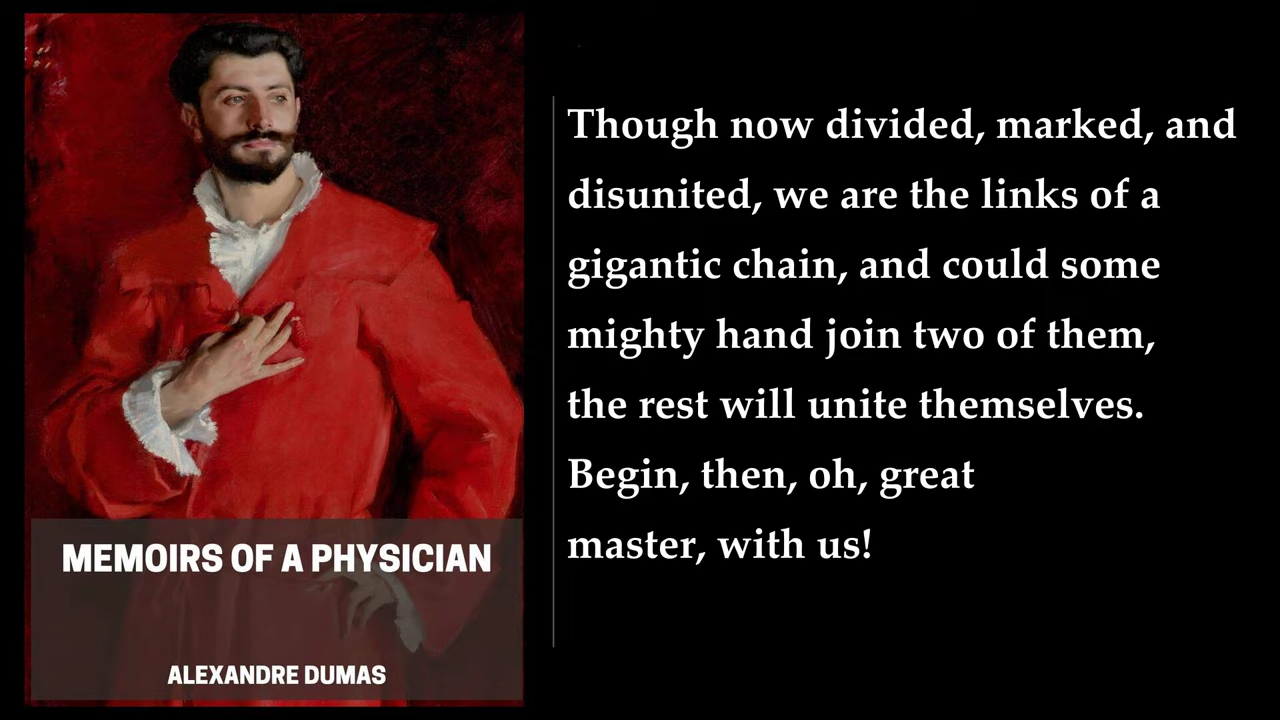 MEMOIRS OF A PHYSICIAN
ALEXANDRE DUMAS
Though now divided, marked, and
disunited, we are the links of a
gigantic chain, and could some
mighty hand join two of them,
the rest will unite themselves.
Begin, then, oh, great
master, with us!